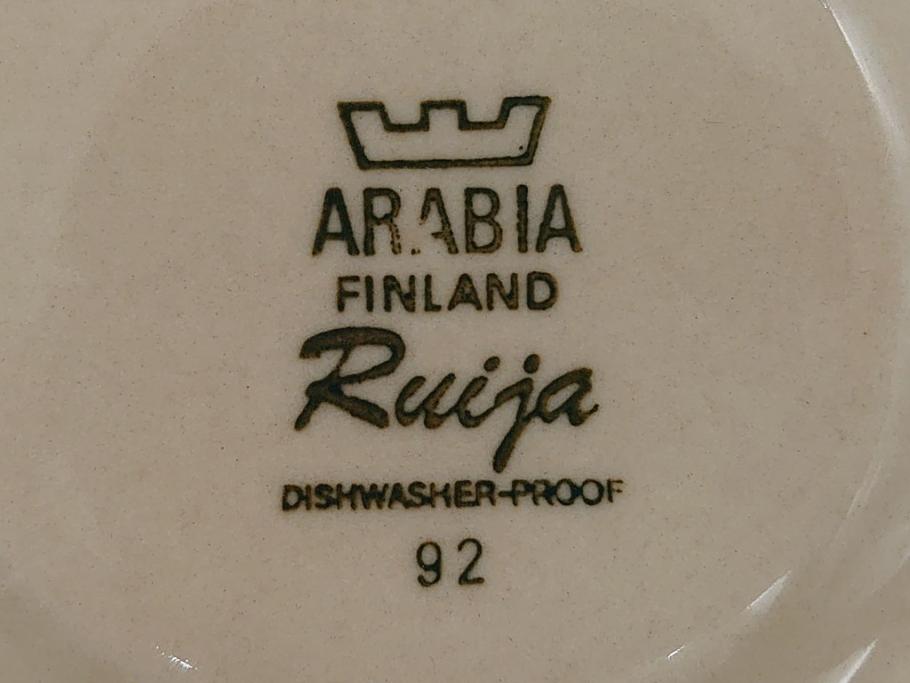 ARABIA
FINLAND
Ruija
DISHWASHER-PROOF
92